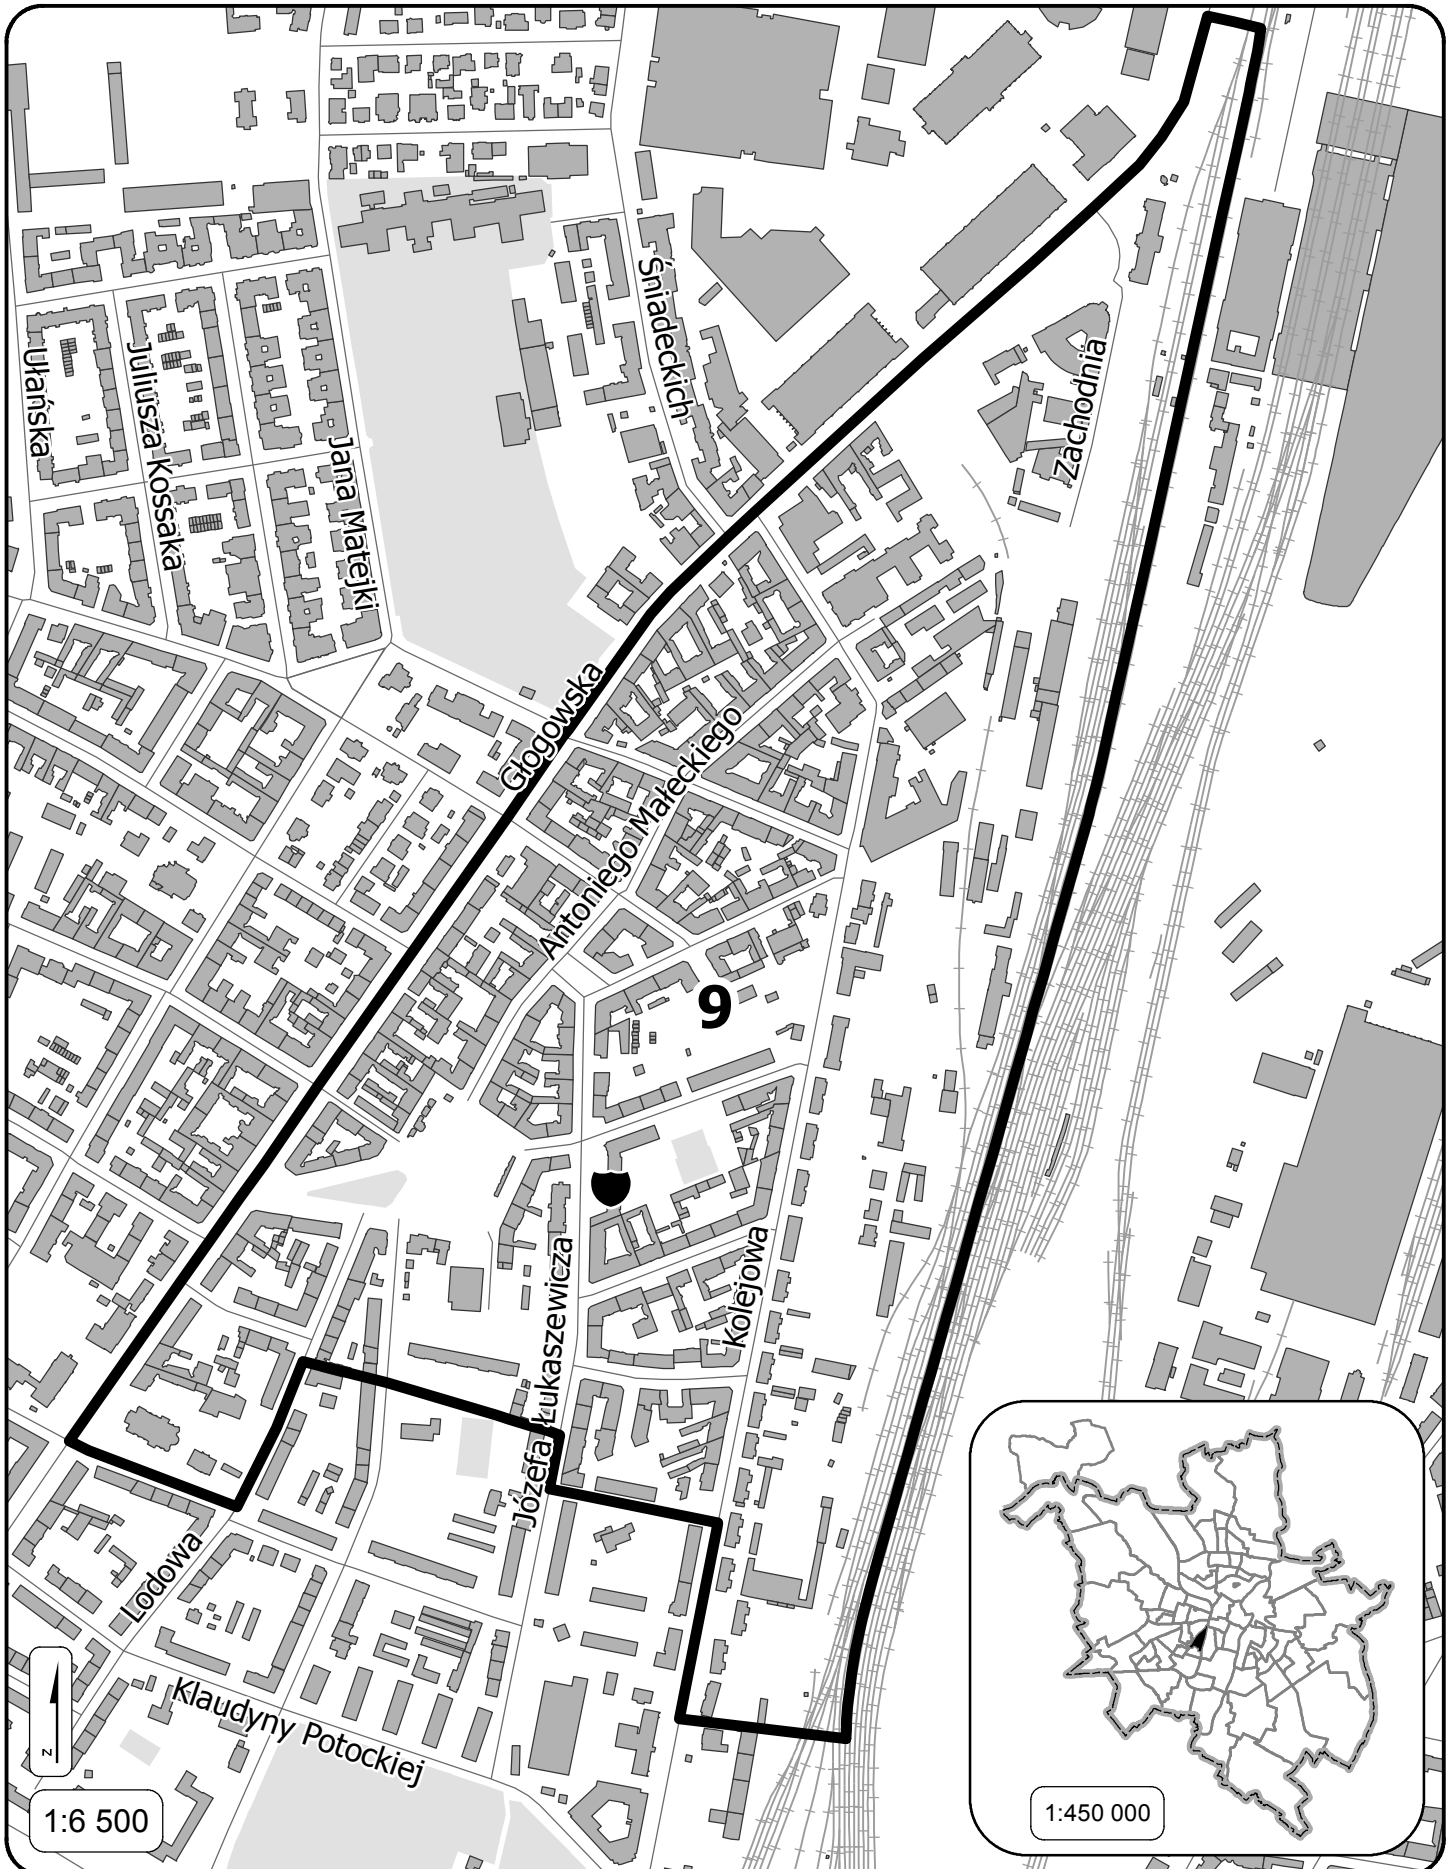 Śniadeckich
Ułańska
Juliusza Kossaka
Jana Matejki
Zachodnia
Głogowska
Antoniego Małeckiego
9
Józefa Łukaszewicza
Kolejowa
Lodowa
Klaudyny Potockiej
N
1:6 500
1:450 000